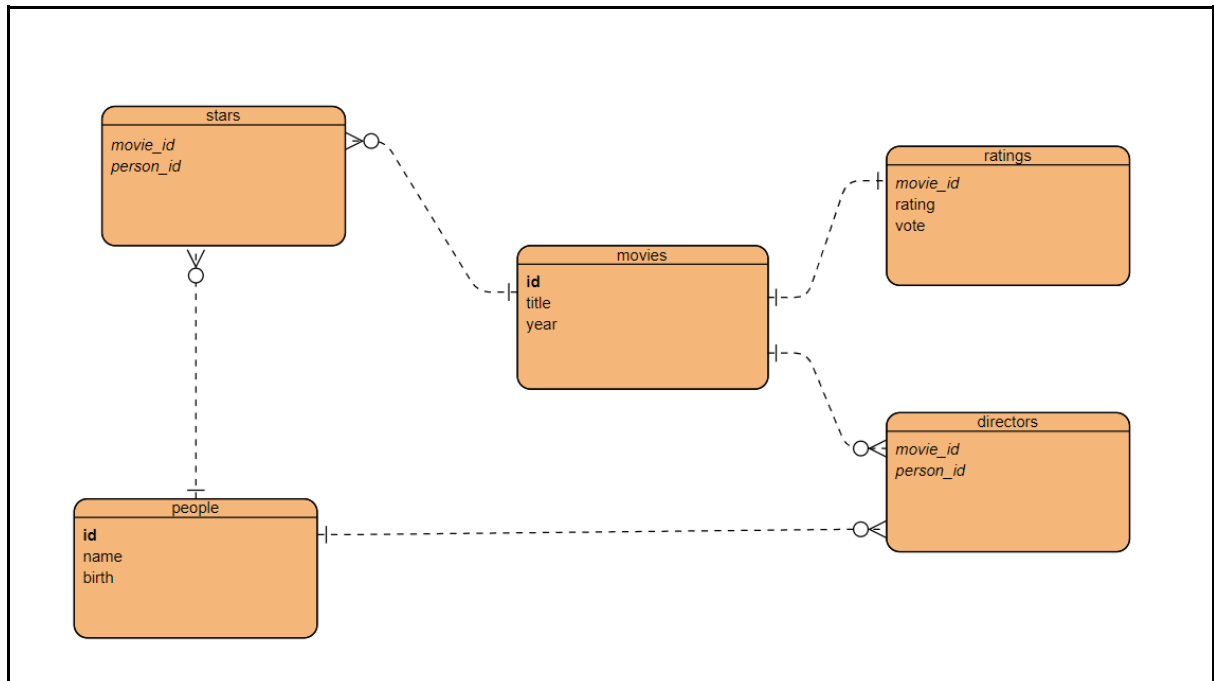 stars
movie_id
person_id
ratings
movie_id
rating
vote
movies
id
title
year
directors
movie_id
person_id
people
id
name
birth